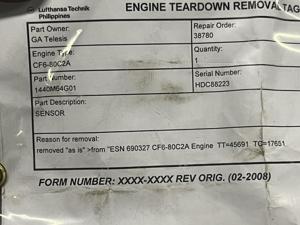 Lufthansa Technik
Philippines
ENGINE TEARDOWN REMOVAL TAG
Part Owner:
GA Telesis
Repair Order:
38780
Engine Type:
CF6-80C2A
Quantity:
1
Part Number:
1440M64G01
Serial Number:
HDC88223
Part Description:
SENSOR
Reason for removal:
removed "as is" >from "ESN 690327 CF6-80C2A Engine TT=45691 TC=17651
FORM NUMBER: XXXX-XXXX REV ORIG. (02-2008)